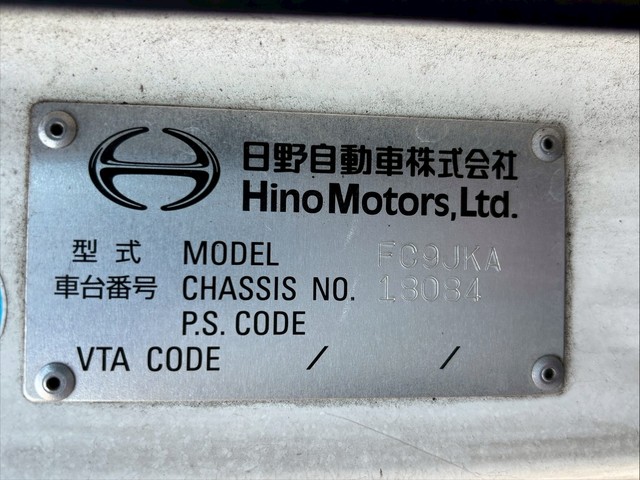 日野自動車株式会社
Hino Motors, Ltd.
型式 MODEL FC9JKA
車台番号 CHASSIS NO. 13084
P.S. CODE
VTA CODE / /